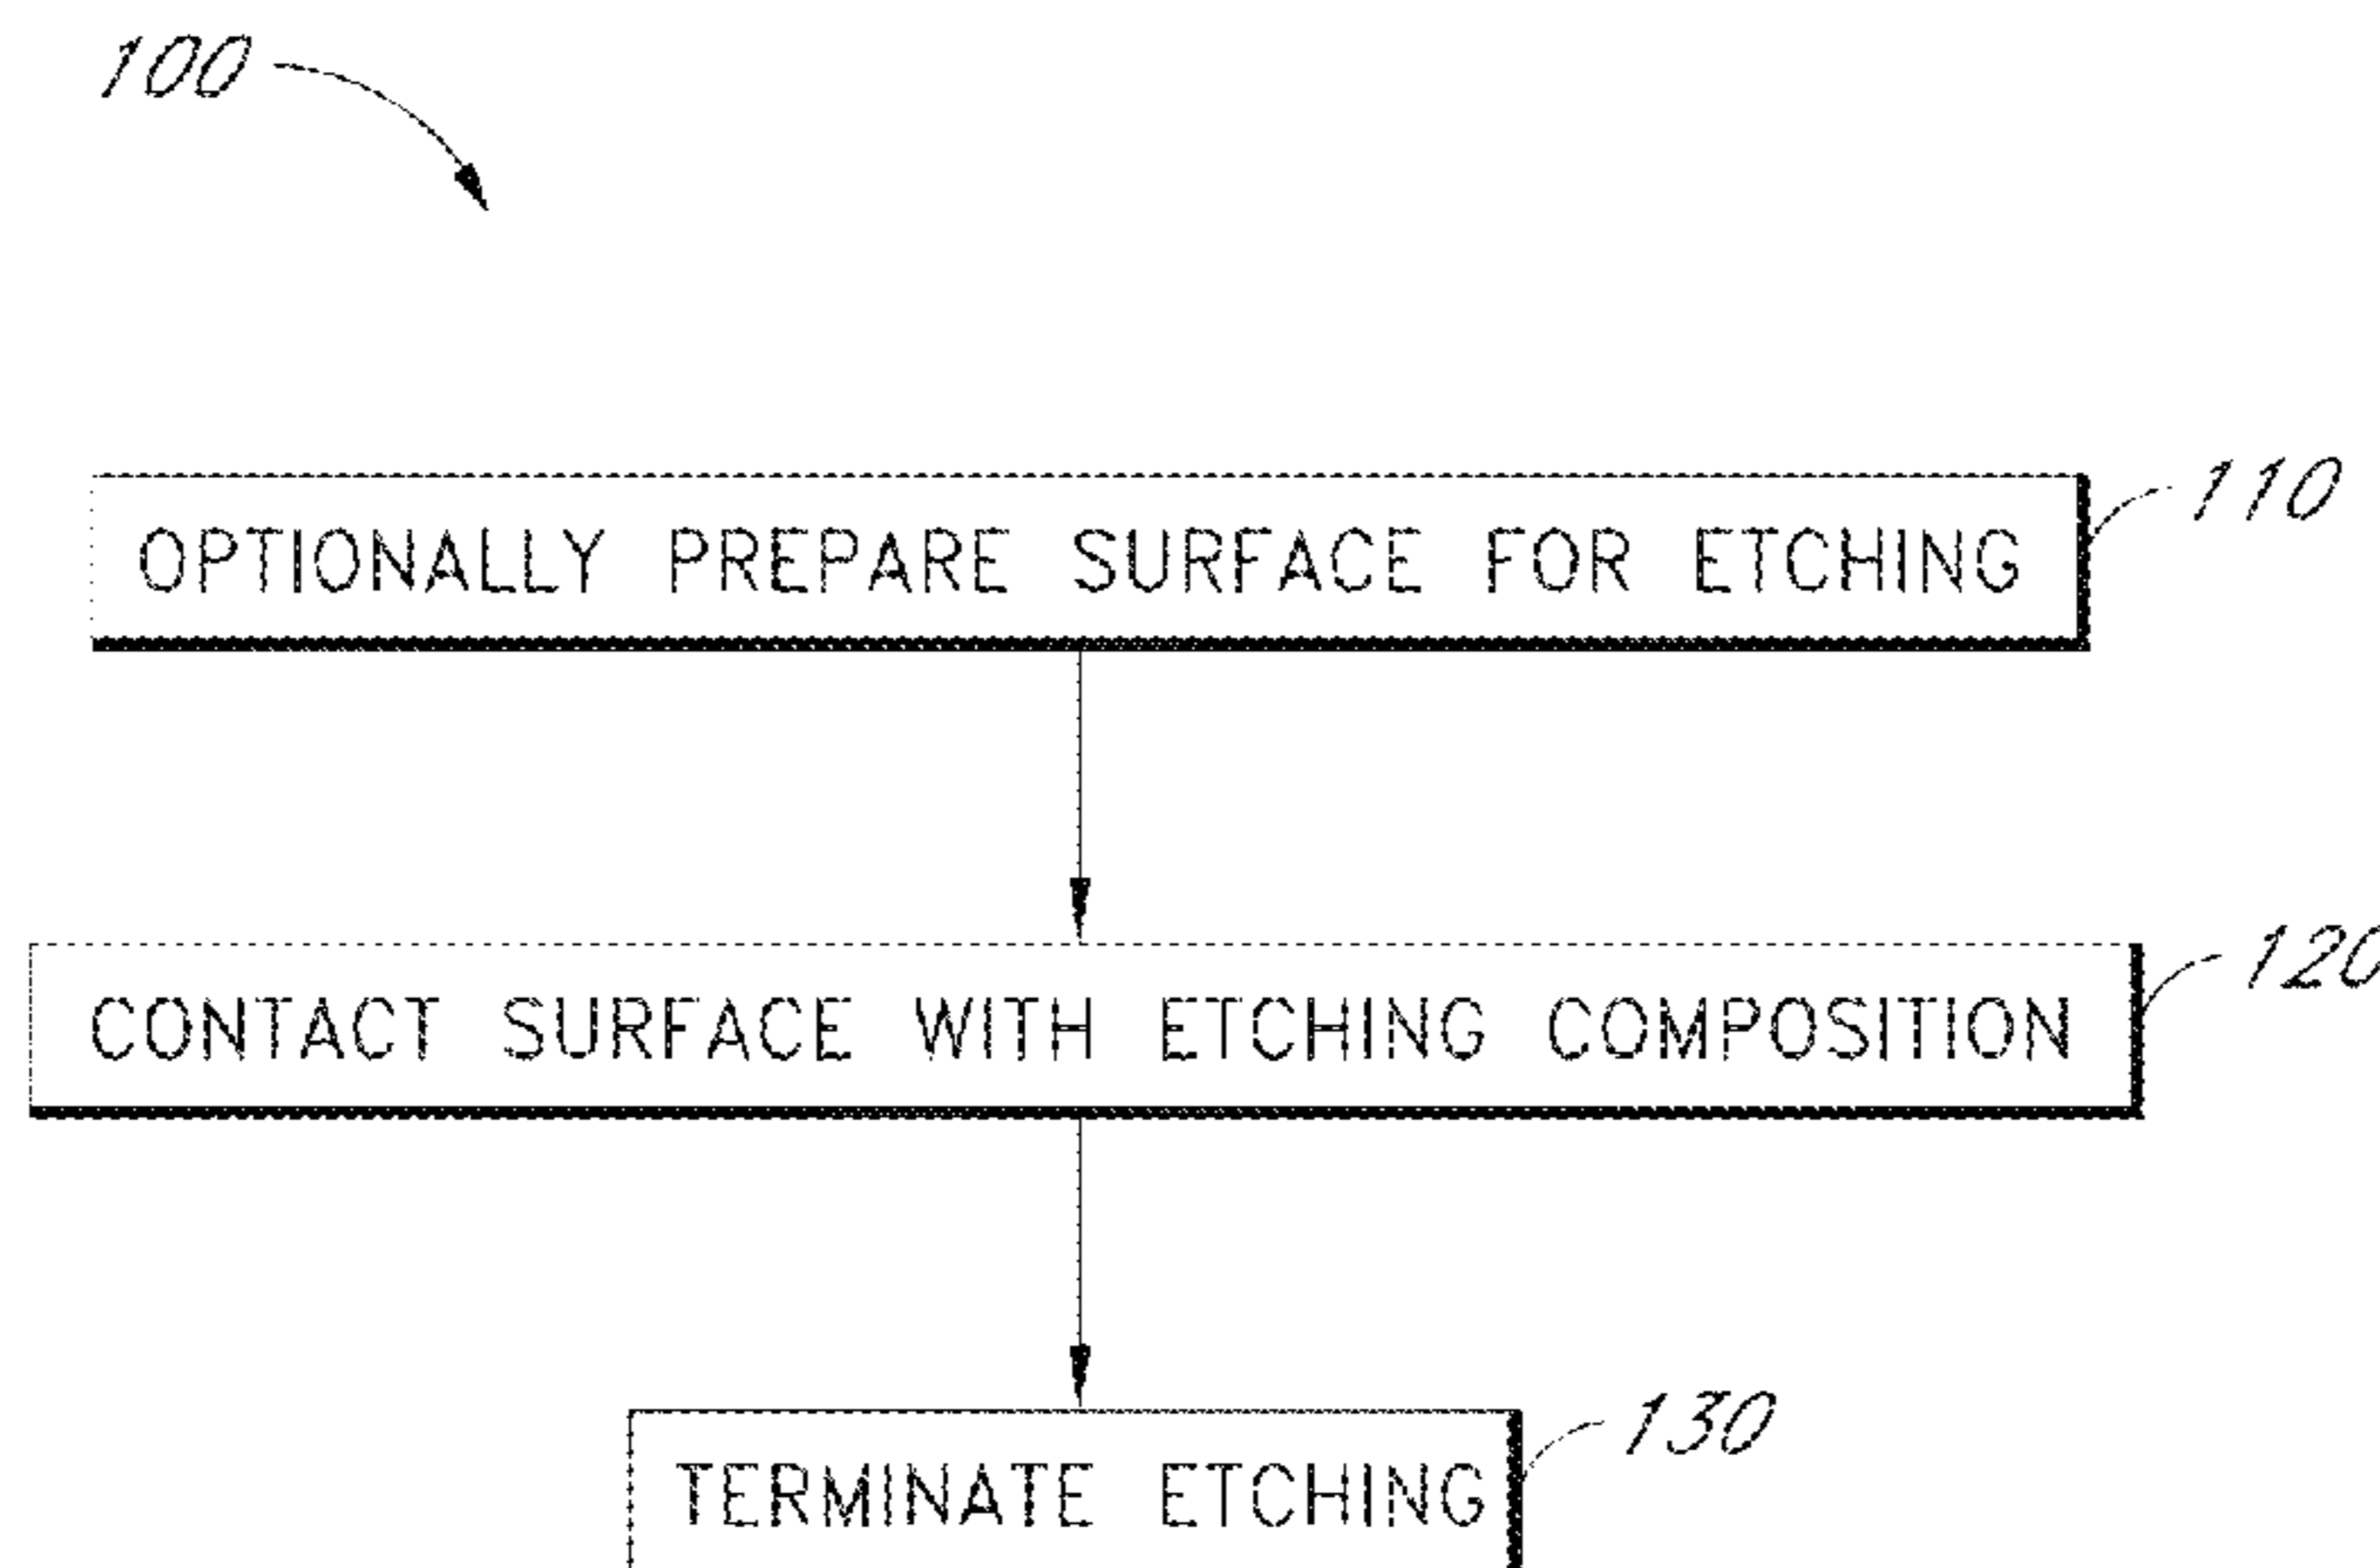 100
OPTIONALLY PREPARE SURFACE FOR ETCHING
110
CONTACT SURFACE WITH ETCHING COMPOSITION
120
TERMINATE ETCHING
130